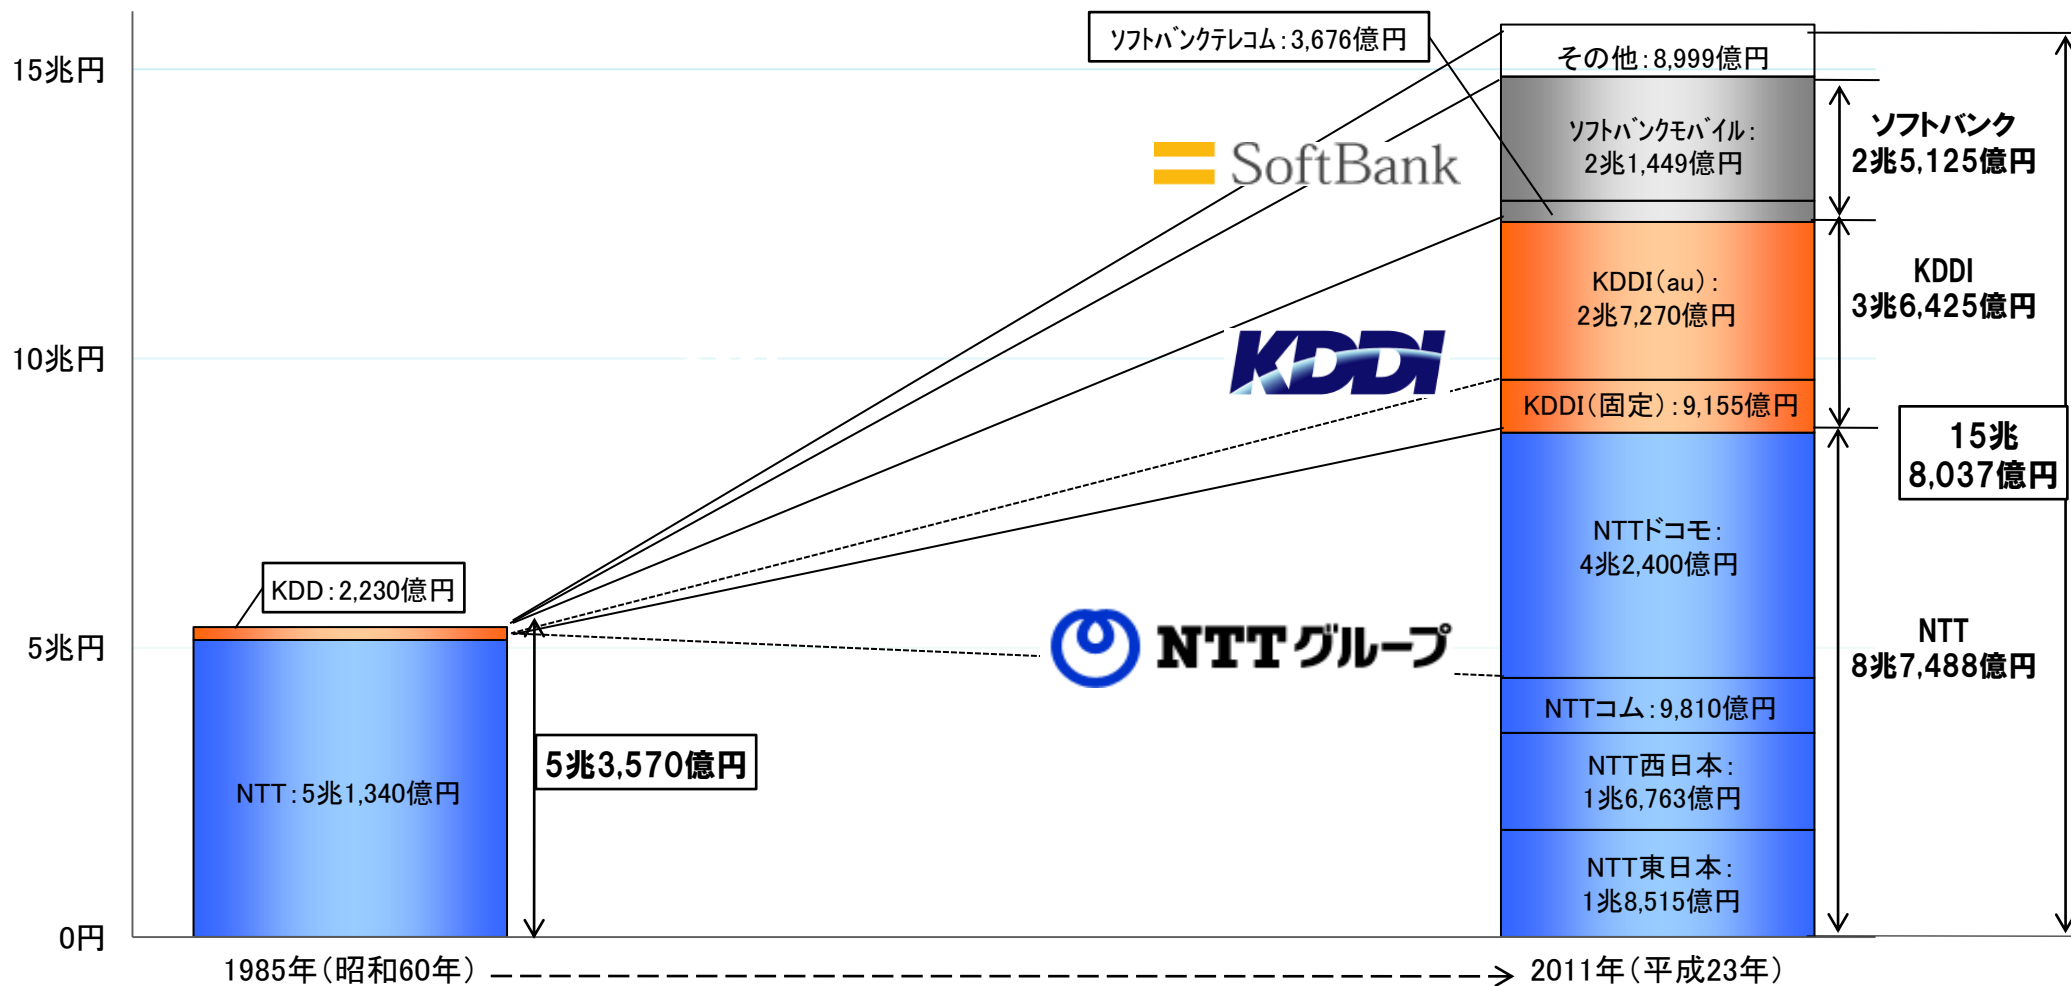 15兆円
10兆円
5兆円
0円
ソフトバンクテレコム：3,676億円
その他：8,999億円
ソフトバンクモバイル：
2兆1,449億円
ソフトバンク
2兆5,125億円
SoftBank
KDDI(au)：
2兆7,270億円
KDDI
3兆6,425億円
KDDI
KDDI(固定)：9,155億円
15兆
8,037億円
NTTドコモ：
4兆2,400億円
KDD：2,230億円
NTTグループ
NTT
8兆7,488億円
NTTコム：9,810億円
5兆3,570億円
NTT：5兆1,340億円
NTT西日本：
1兆6,763億円
NTT東日本：
1兆8,515億円
1985年(昭和60年)
2011年(平成23年)